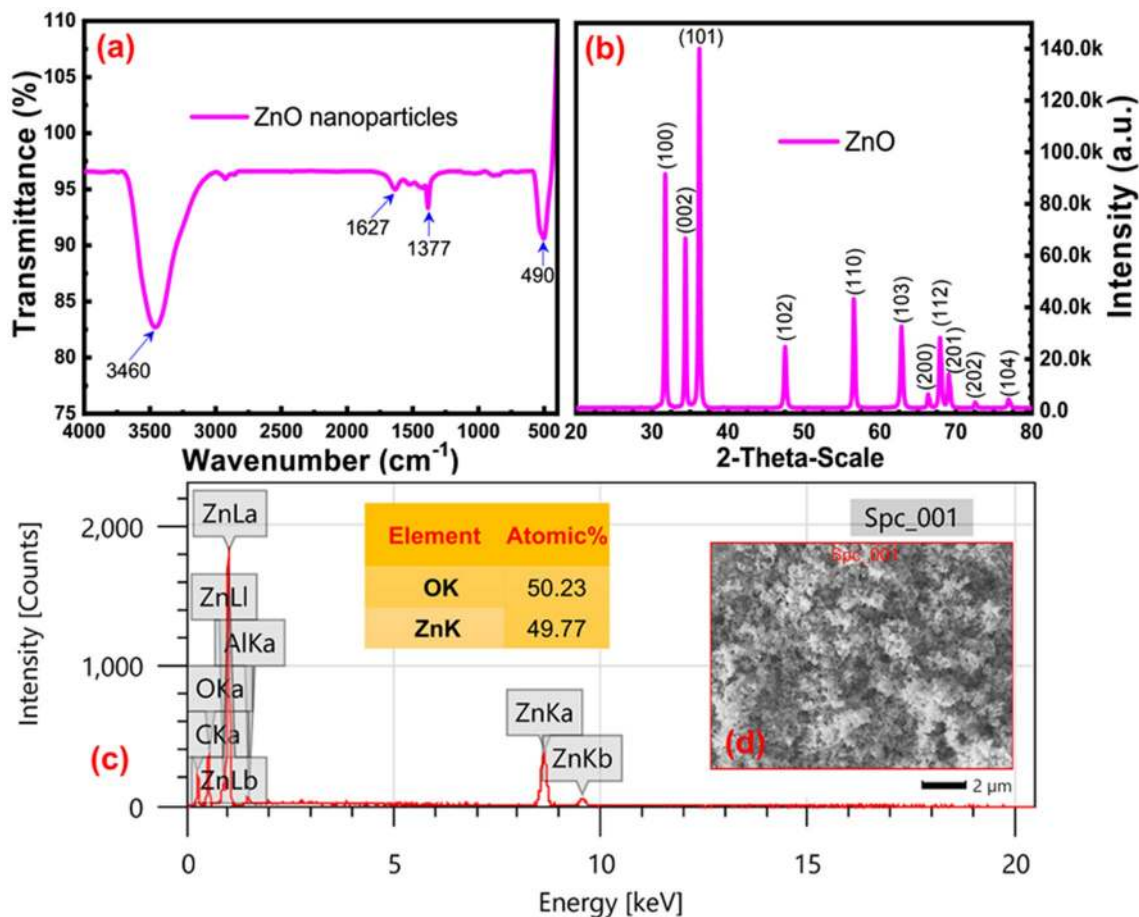 (a)
ZnO nanoparticles
110
105
100
95
90
85
80
75
Transmittance (%)
1627
1377
490
3460
4000 3500 3000 2500 2000 1500 1000 500
Wavenumber (cm⁻¹)
(b)
(101)
ZnO
(100)
(002)
(102)
(110)
(103)
(200)
(112)
(201)
(202)
(104)
140.0k
120.0k
100.0k
80.0k
60.0k
40.0k
20.0k
0.0
Intensity (a.u.)
20 30 40 50 60 70 80
2-Theta-Scale
(c)
Intensity [Counts]
2,000
1,000
0
ZnLa
ZnLl
AlKa
OKa
CKa
ZnLb
Element Atomic%
OK 50.23
ZnK 49.77
ZnKa
ZnKb
Spc_001
Spc_001
(d)
2 µm
0 5 10 15 20
Energy [keV]